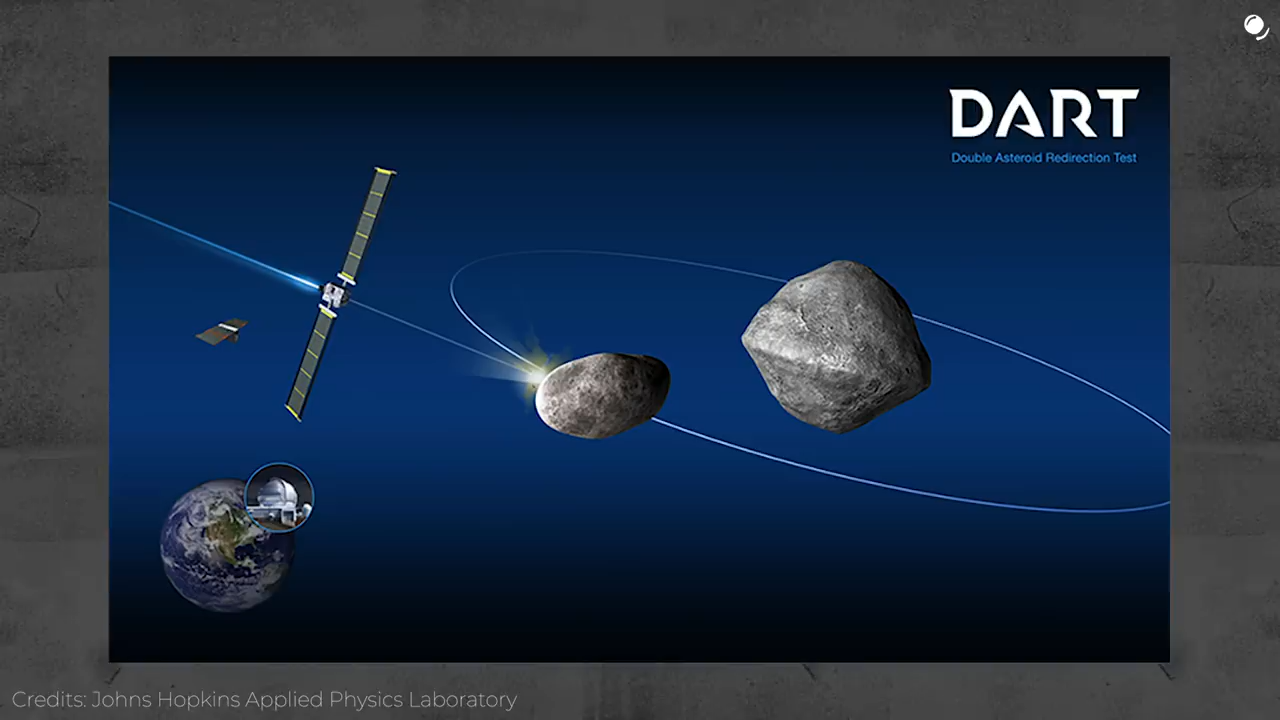 DART
Double Asteroid Redirection Test
Credits: Johns Hopkins Applied Physics Laboratory